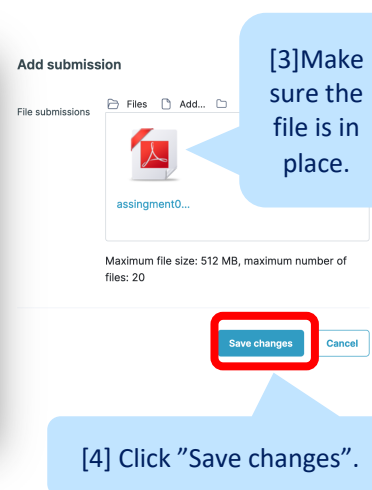 Add submission
File submissions
Files Add...
assingment0...
Maximum file size: 512 MB, maximum number of
files: 20
Save changes
Cancel
[3]Make
sure the
file is in
place.
[4] Click ”Save changes”.